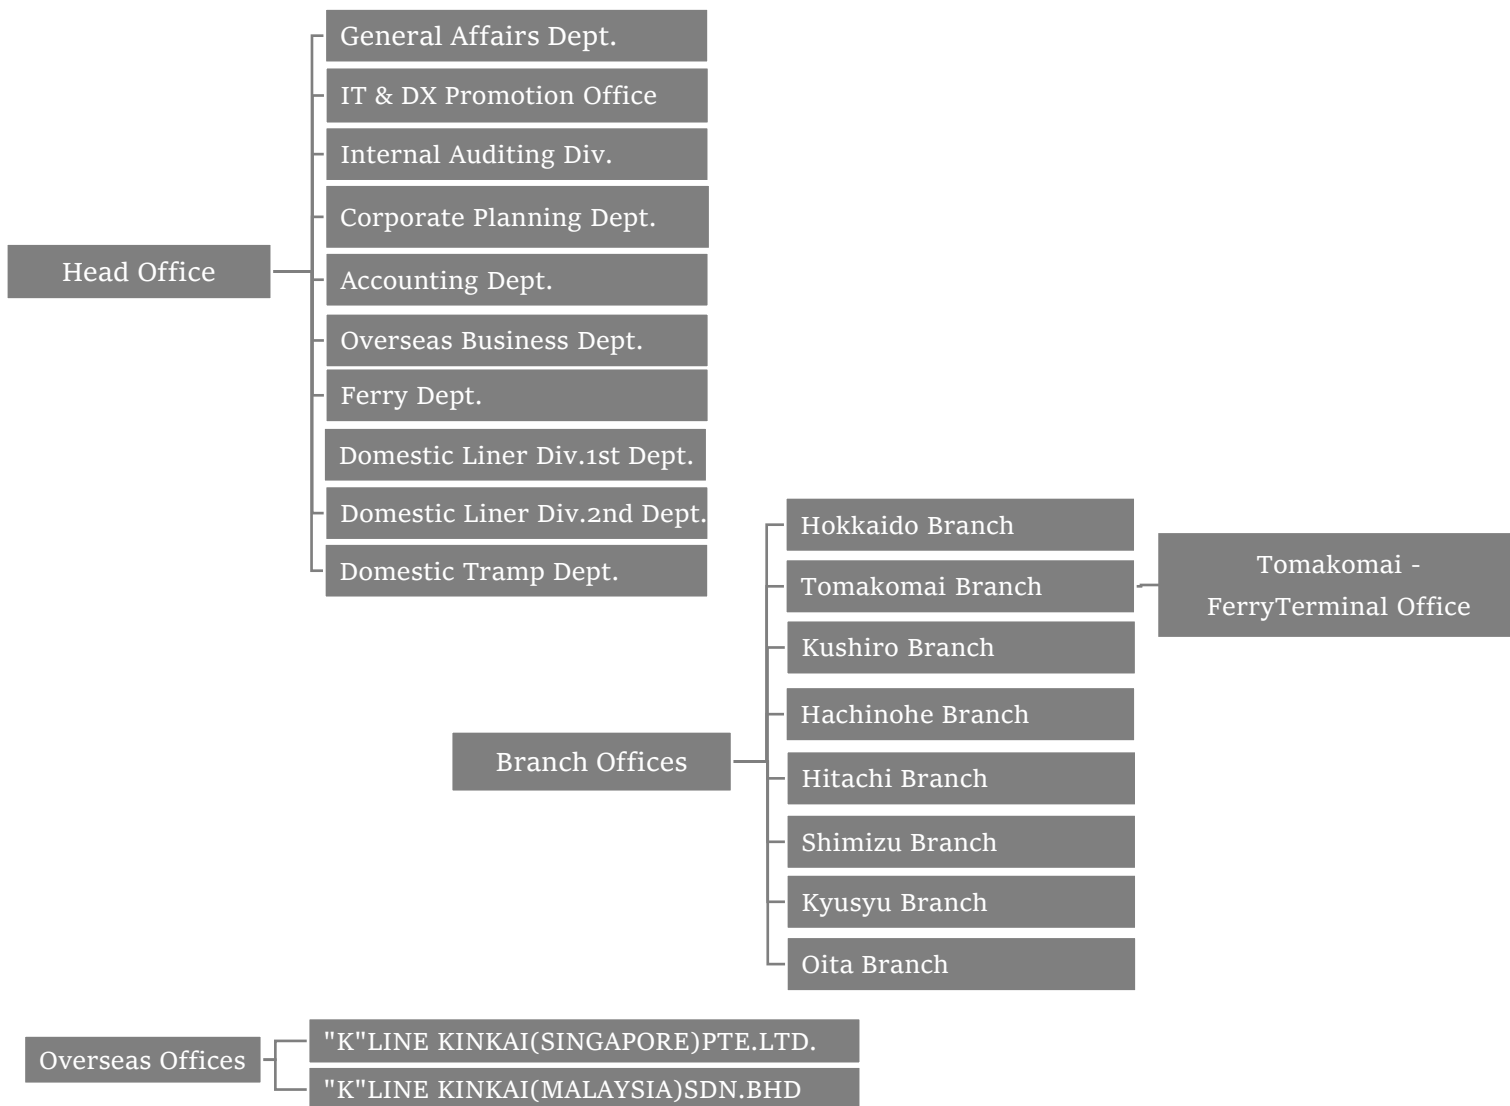 General Affairs Dept.
IT & DX Promotion Office
Internal Auditing Div.
Corporate Planning Dept.
Head Office
Accounting Dept.
Overseas Business Dept.
Ferry Dept.
Domestic Liner Div.1st Dept.
Domestic Liner Div.2nd Dept.
Domestic Tramp Dept.
Hokkaido Branch
Tomakomai Branch
Tomakomai -
FerryTerminal Office
Kushiro Branch
Hachinohe Branch
Branch Offices
Hitachi Branch
Shimizu Branch
Kyusyu Branch
Oita Branch
Overseas Offices
"K"LINE KINKAI(SINGAPORE)PTE.LTD.
"K"LINE KINKAI(MALAYSIA)SDN.BHD